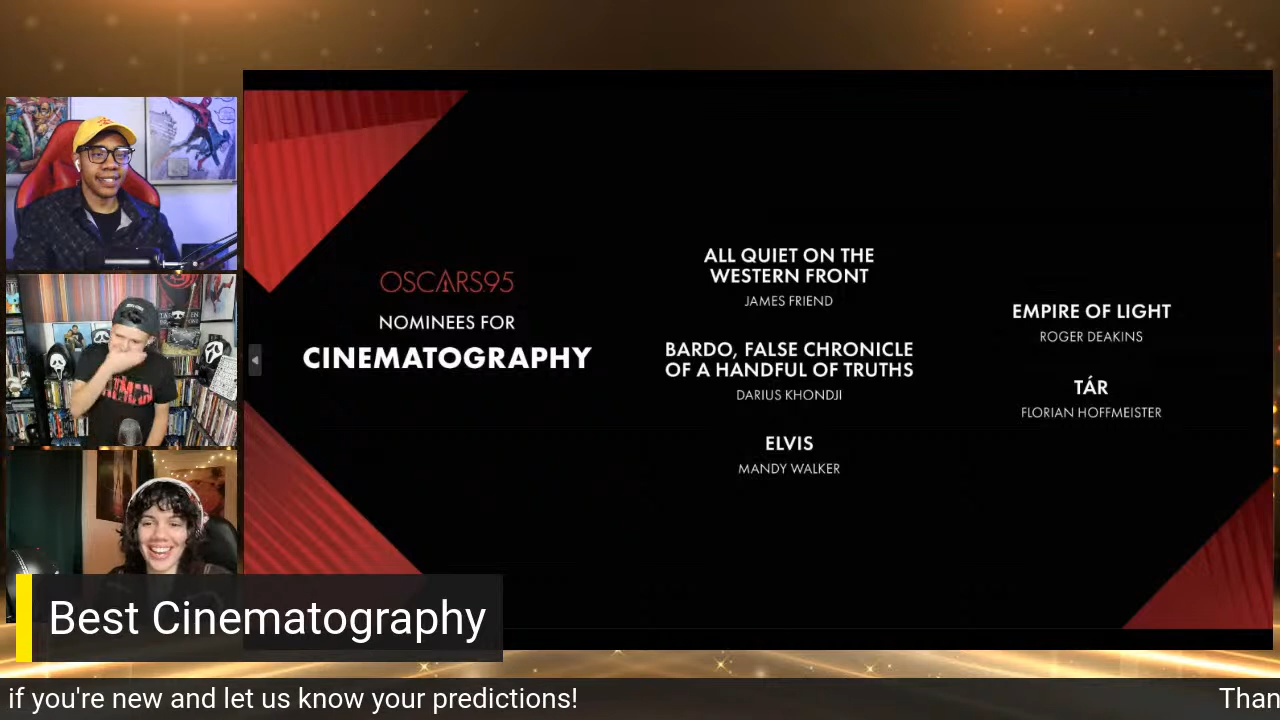 OSCARS95
NOMINEES FOR
CINEMATOGRAPHY
ALL QUIET ON THE
WESTERN FRONT
JAMES FRIEND
BARDO, FALSE CHRONICLE
OF A HANDFUL OF TRUTHS
DARIUS KHONDJI
ELVIS
MANDY WALKER
EMPIRE OF LIGHT
ROGER DEAKINS
TÁR
FLORIAN HOFFMEISTER
Best Cinematography
if you're new and let us know your predictions! Than